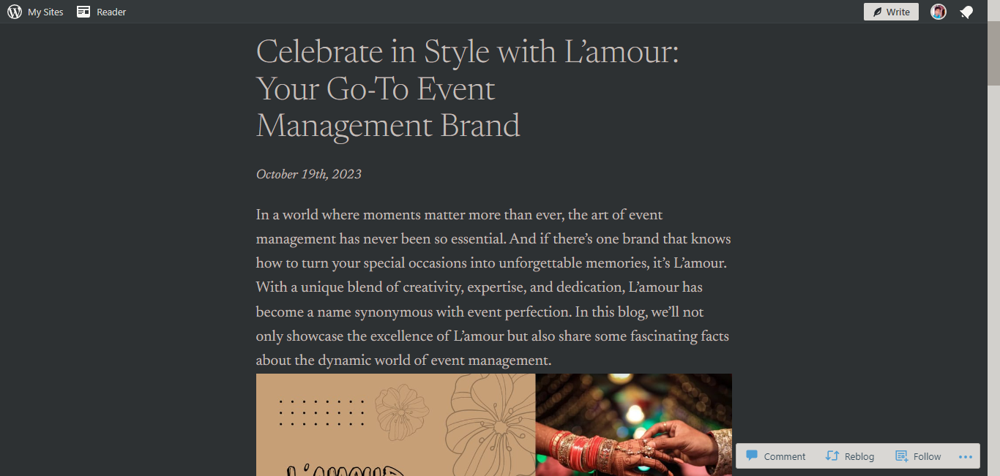 My Sites
Reader
Write
Celebrate in Style with L’amour:
Your Go-To Event
Management Brand
October 19th, 2023
In a world where moments matter more than ever, the art of event
management has never been so essential. And if there’s one brand that knows
how to turn your special occasions into unforgettable memories, it’s L’amour.
With a unique blend of creativity, expertise, and dedication, L’amour has
become a name synonymous with event perfection. In this blog, we’ll not
only showcase the excellence of L’amour but also share some fascinating facts
about the dynamic world of event management.
L'amour
Comment
Reblog
Follow